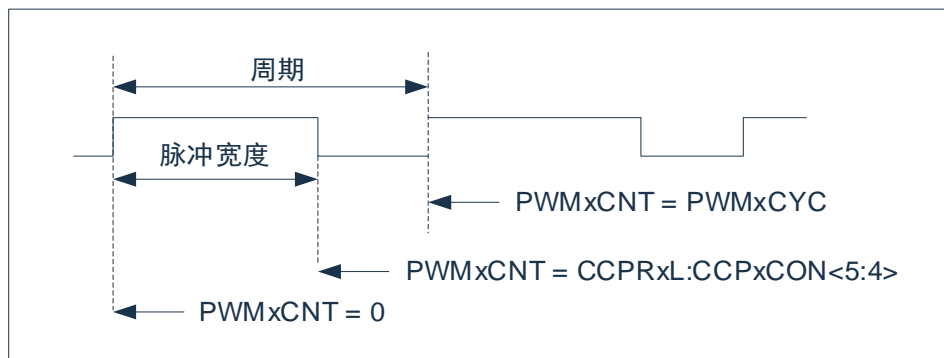 周期
脉冲宽度
PWMxCNT = PWMxCYC
PWMxCNT = CCPRxL:CCPxCON<5:4>
PWMxCNT = 0